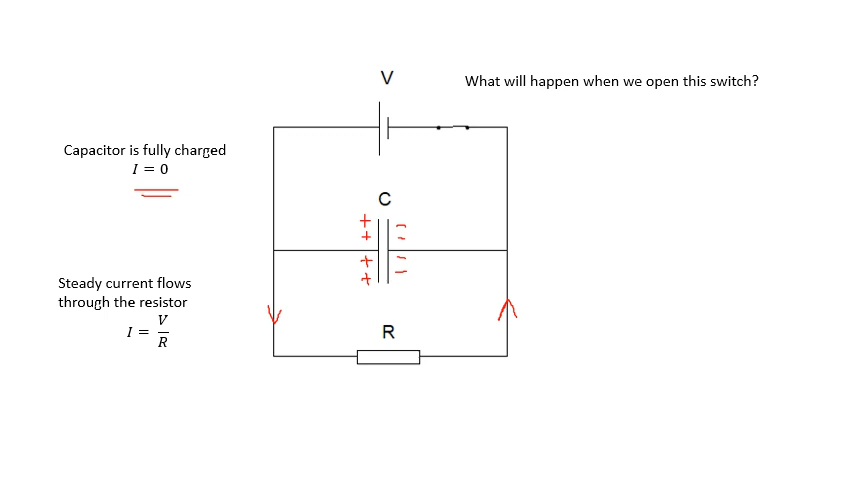 V
What will happen when we open this switch?
Capacitor is fully charged
I = 0
C
+ −
+ −
+ −
+ −
Steady current flows
through the resistor
I = V/R
R